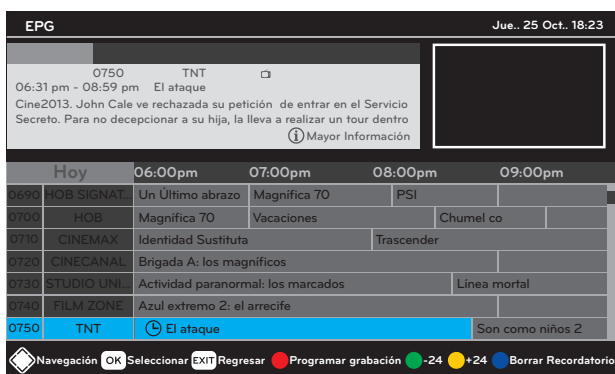 EPG
Jue.. 25 Oct.. 18:23
0750 TNT
06:31 pm - 08:59 pm El ataque
Cine2013. John Cale ve rechazada su petición de entrar en el Servicio
Secreto. Para no decepcionar a su hija, la lleva a realizar un tour dentro
i Mayor Información
Hoy 06:00pm 07:00pm 08:00pm 09:00pm
0690 HOB SIGNAT... Un Último abrazo Magnífica 70 PSI
0700 HOB Magnífica 70 Vacaciones Chumel co
0710 CINEMAX Identidad Sustituta Trascender
0720 CINECANAL Brigada A: los magníficos
0730 STUDIO UNI... Actividad paranormal: los marcados Línea mortal
0740 FILM ZONE Azul extremo 2: el arrecife
0750 TNT El ataque Son como niños 2
Navegación OK Seleccionar EXIT Regresar Programar grabación -24 +24 Borrar Recordatorio